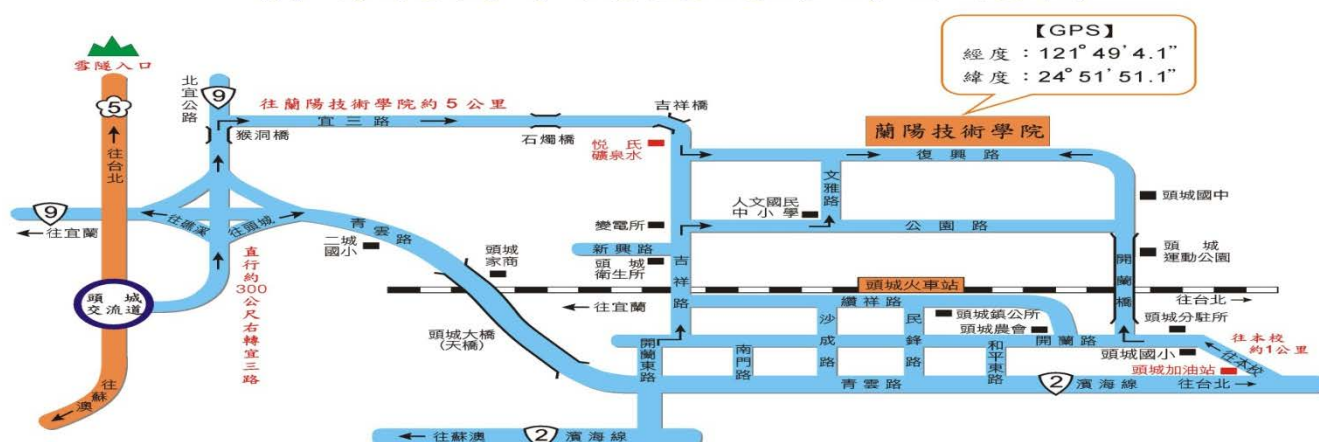 【GPS】
經度：121°49'4.1"
緯度：24°51'51.1"
蘭陽技術學院
雪隧入口
5
往台北
北宜公路
9
猴洞橋
往蘭陽技術學院約 5 公里
宜三路
石燭橋
吉祥橋
悦氏
礦泉水
復興路
文雅路
人文國民
中小學
頭城國中
9
往宜蘭
往礁溪
往頭城
青雲路
二城
國小
頭城
家商
變電所
公園路
新興路
頭城
衛生所
吉祥路
頭城
運動公園
開蘭橋
頭城
交流道
直行約300公尺右轉宜三路
往宜蘭
頭城火車站
往台北
纘祥路
頭城大橋
(天橋)
沙成路
民鋒路
頭城鎮公所
頭城農會
頭城分駐所
開蘭東路
南門路
和平東路
開蘭路
頭城國小
往本校
約1公里
往本校
頭城加油站
青雲路
2
濱海線
往台北
往蘇澳
往蘇澳
2
濱海線